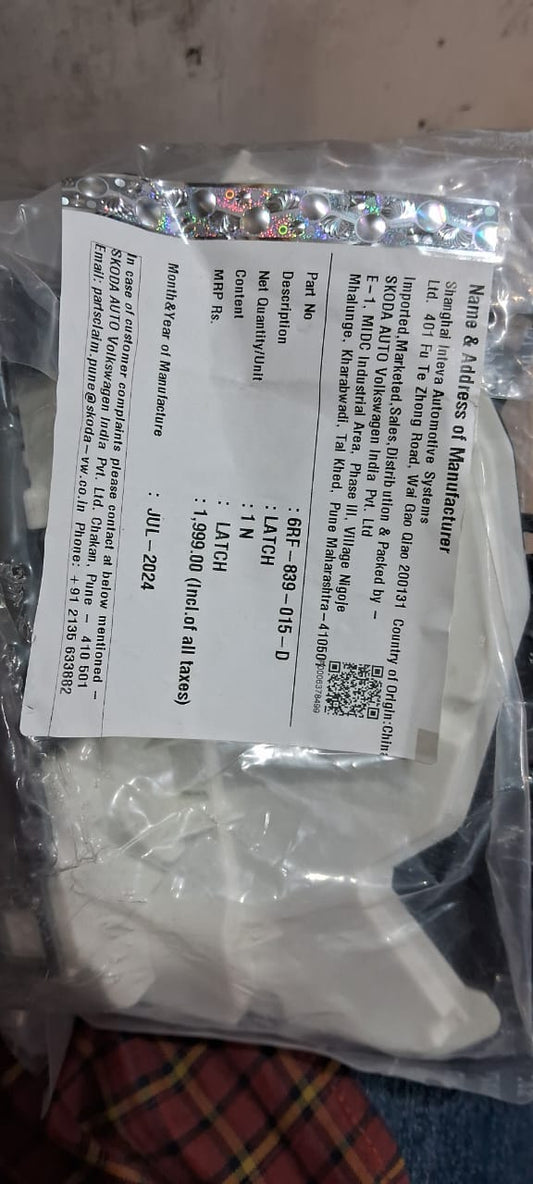 Name & Address of Manufacturer
Shanghai Inteva Automotive Systems
Ltd. 401 Fu Te Zhong Road, Wai Gao Qiao 200131 Country of Origin:China
Imported,Marketed,Sales,Distribution & Packed by –
SKODA AUTO Volkswagen India Pvt. Ltd
E–1, MIDC Industrial Area, Phase III, Village Nigoje
Mhalunge, Kharabwadi, Tal Khed, Pune Maharashtra–410501
Part No : 6RF–839–015–D
Description : LATCH
Net Quantity/Unit : 1 N
Content : LATCH
MRP Rs. : 1,999.00 (Incl.of all taxes)
Month&Year of Manufacture : JUL–2024
In case of customer complaints please contact at below mentioned –
SKODA AUTO Volkswagen India Pvt. Ltd. Chakan, Pune – 410 501
Email: partsclaim.pune@skoda–vw.co.in Phone: +91 2135 633882